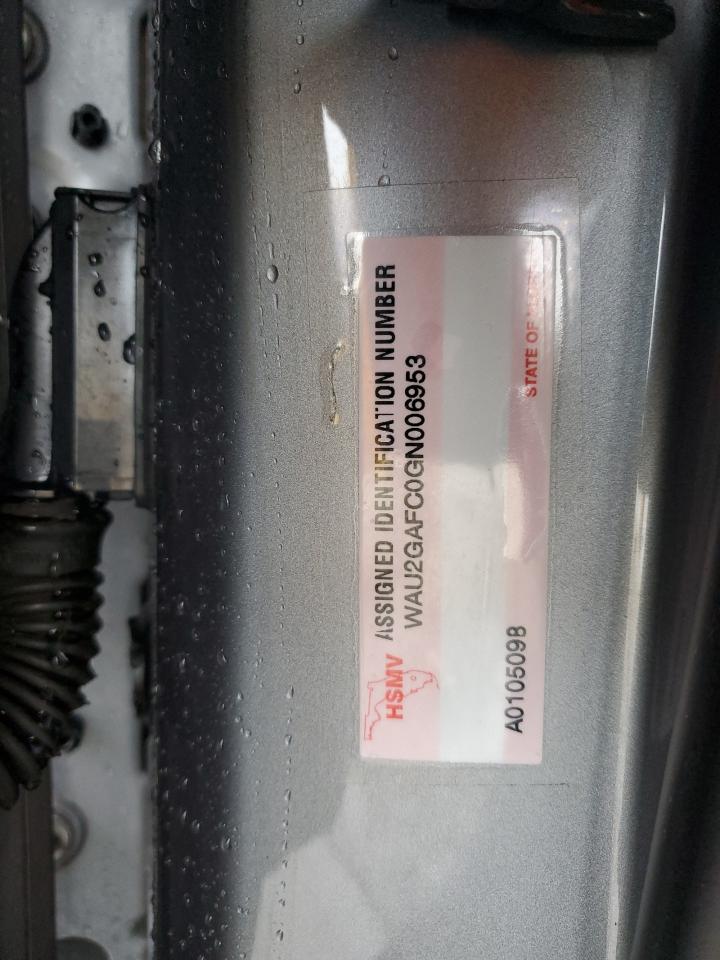 ASSIGNED IDENTIFICATION NUMBER
WAU2GAFC0GN006953
HSMV
A0105098
STATE OF